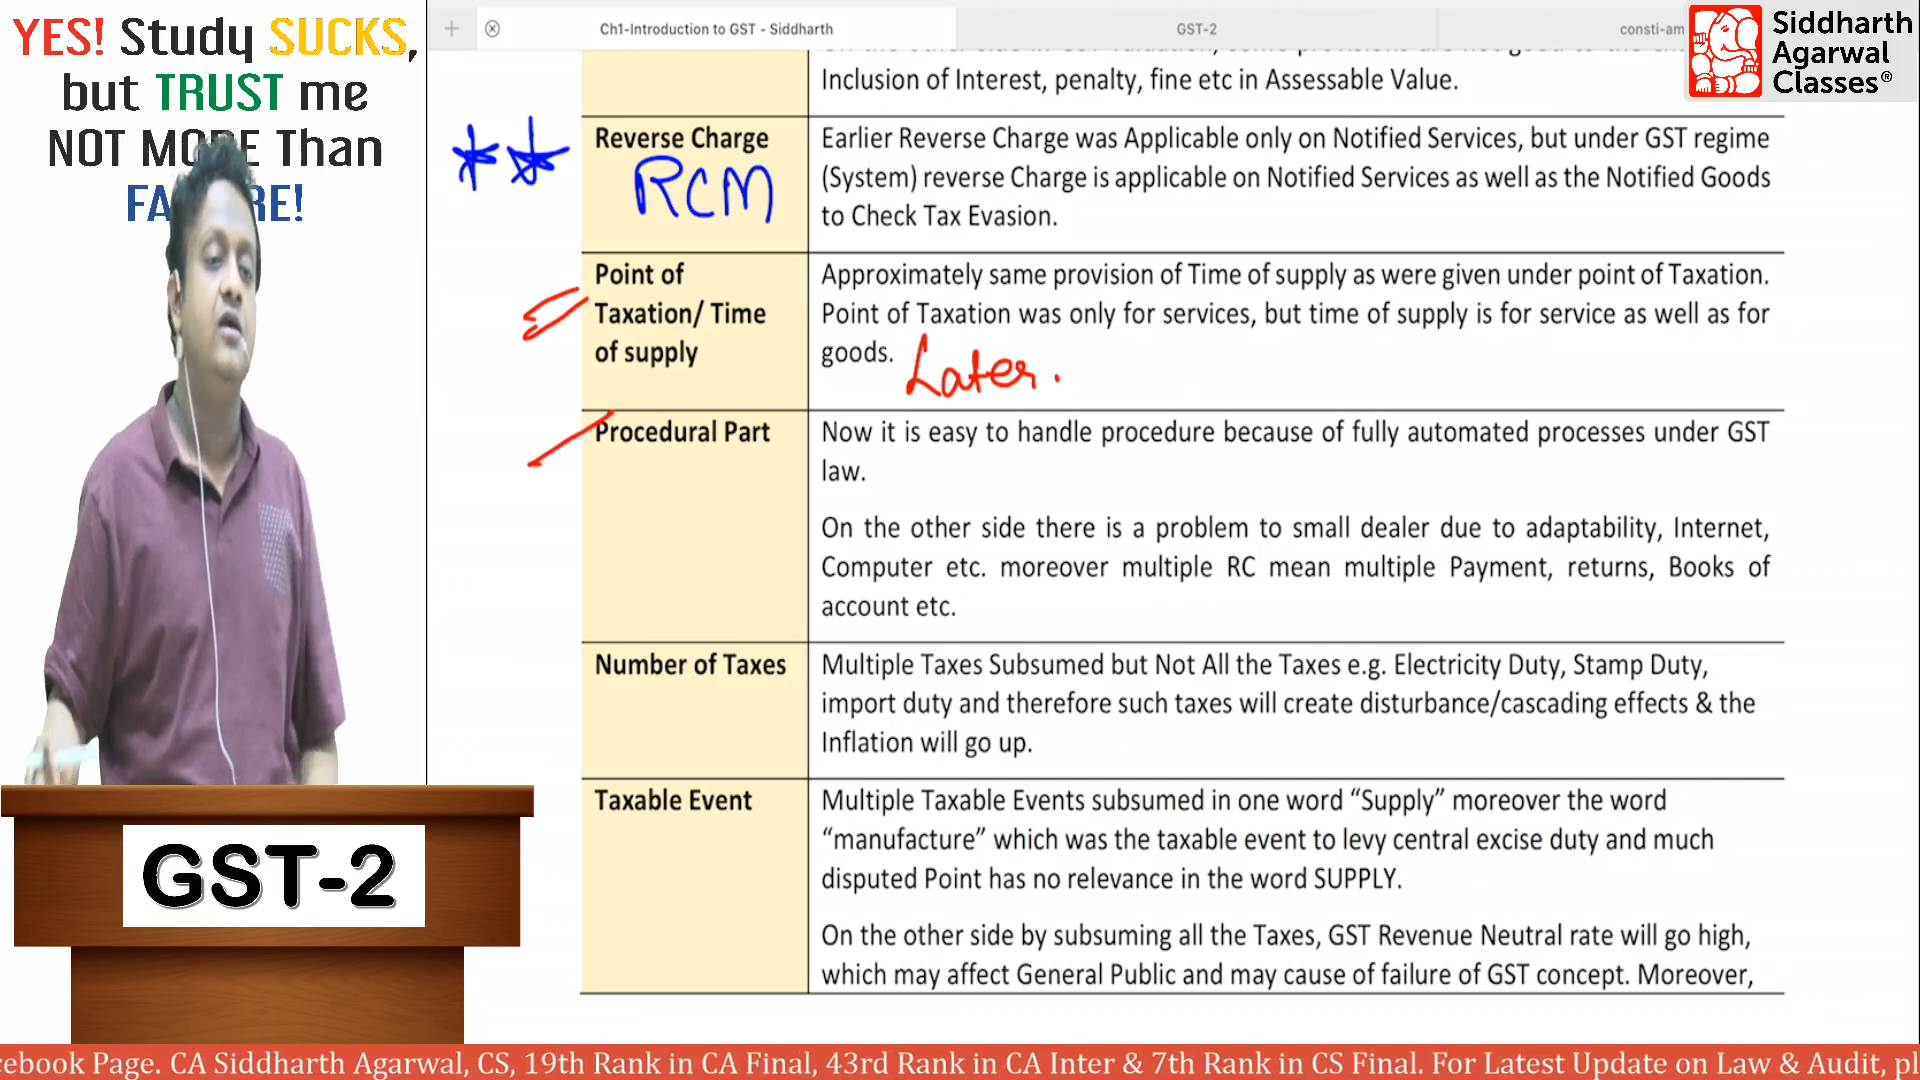 YES! Study SUCKS,
but TRUST me
NOT MORE Than
FAILURE!
Ch1-Introduction to GST - Siddharth
GST-2
consti-am
Siddharth
Agarwal
Classes®
Inclusion of Interest, penalty, fine etc in Assessable Value.
Reverse Charge
RCM
Earlier Reverse Charge was Applicable only on Notified Services, but under GST regime
(System) reverse Charge is applicable on Notified Services as well as the Notified Goods
to Check Tax Evasion.
Point of
Taxation/ Time
of supply
Approximately same provision of Time of supply as were given under point of Taxation.
Point of Taxation was only for services, but time of supply is for service as well as for
goods.
Later.
Procedural Part
Now it is easy to handle procedure because of fully automated processes under GST
law.
On the other side there is a problem to small dealer due to adaptability, Internet,
Computer etc. moreover multiple RC mean multiple Payment, returns, Books of
account etc.
Number of Taxes
Multiple Taxes Subsumed but Not All the Taxes e.g. Electricity Duty, Stamp Duty,
import duty and therefore such taxes will create disturbance/cascading effects & the
Inflation will go up.
Taxable Event
Multiple Taxable Events subsumed in one word “Supply” moreover the word
“manufacture” which was the taxable event to levy central excise duty and much
disputed Point has no relevance in the word SUPPLY.
On the other side by subsuming all the Taxes, GST Revenue Neutral rate will go high,
which may affect General Public and may cause of failure of GST concept. Moreover,
GST-2
cebook Page. CA Siddharth Agarwal, CS, 19th Rank in CA Final, 43rd Rank in CA Inter & 7th Rank in CS Final. For Latest Update on Law & Audit, pl